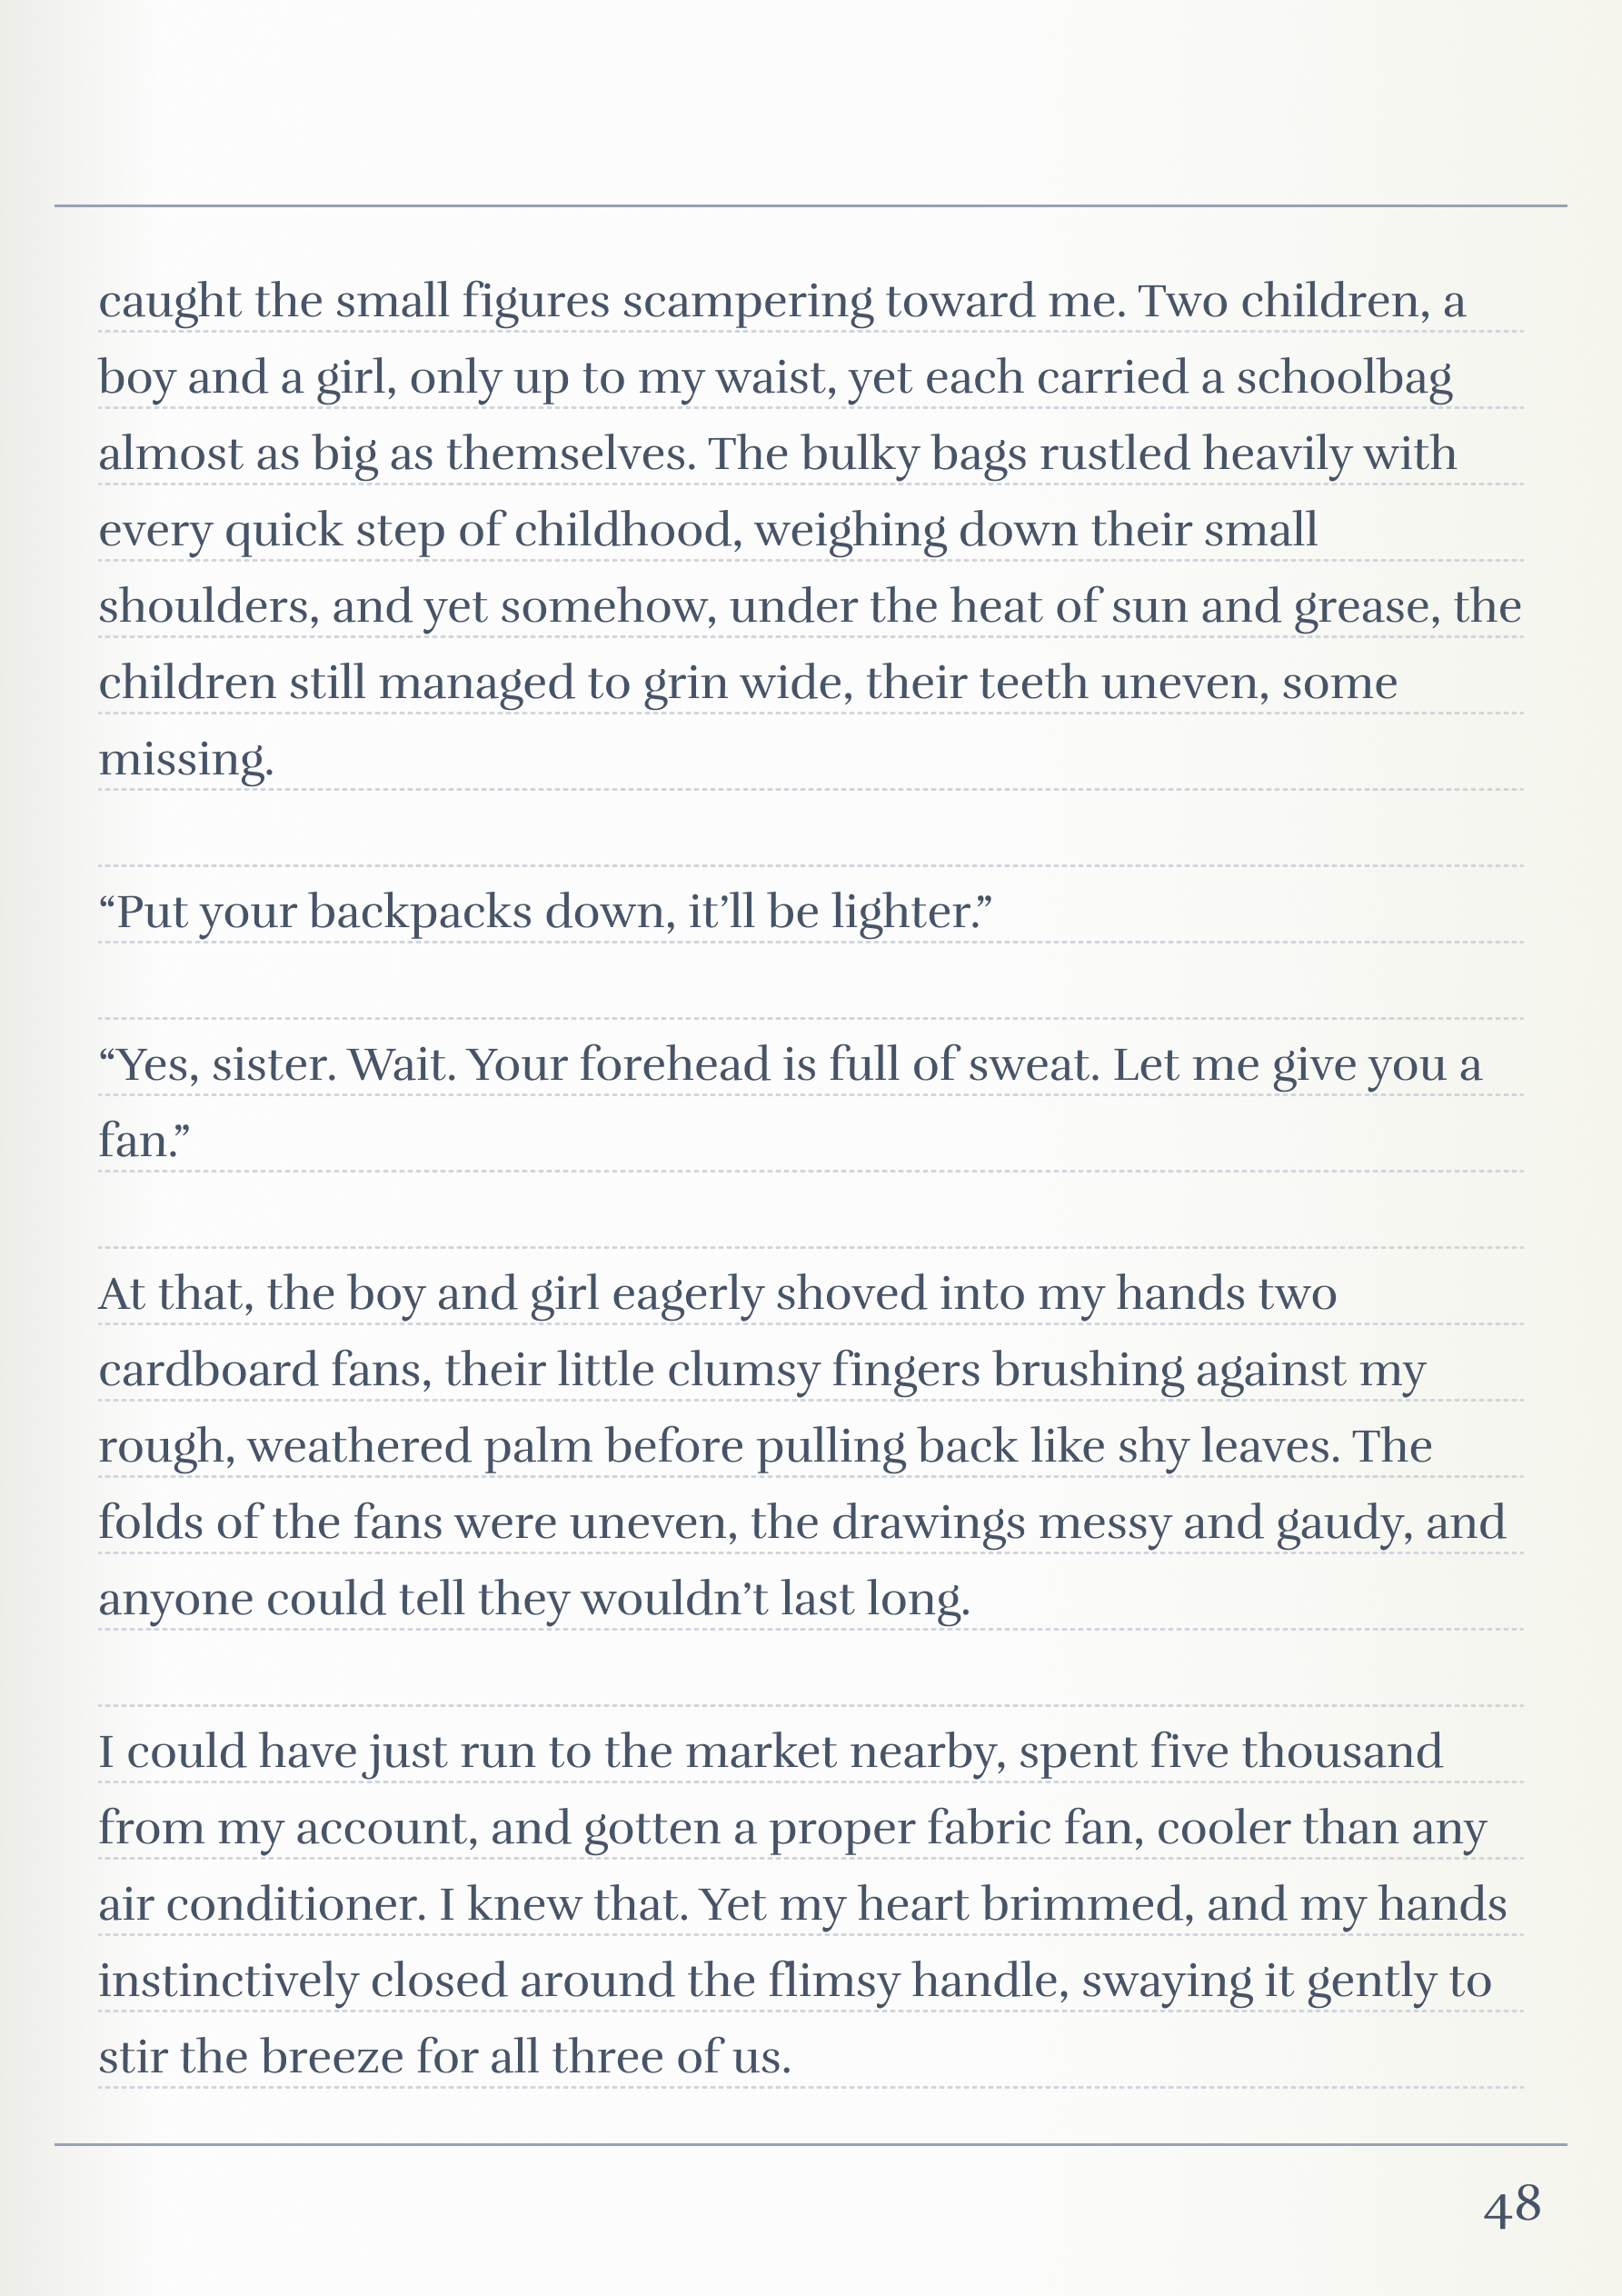 caught the small figures scampering toward me. Two children, a
boy and a girl, only up to my waist, yet each carried a schoolbag
almost as big as themselves. The bulky bags rustled heavily with
every quick step of childhood, weighing down their small
shoulders, and yet somehow, under the heat of sun and grease, the
children still managed to grin wide, their teeth uneven, some
missing.
“Put your backpacks down, it’ll be lighter.”
“Yes, sister. Wait. Your forehead is full of sweat. Let me give you a
fan.”
At that, the boy and girl eagerly shoved into my hands two
cardboard fans, their little clumsy fingers brushing against my
rough, weathered palm before pulling back like shy leaves. The
folds of the fans were uneven, the drawings messy and gaudy, and
anyone could tell they wouldn’t last long.
I could have just run to the market nearby, spent five thousand
from my account, and gotten a proper fabric fan, cooler than any
air conditioner. I knew that. Yet my heart brimmed, and my hands
instinctively closed around the flimsy handle, swaying it gently to
stir the breeze for all three of us.
48